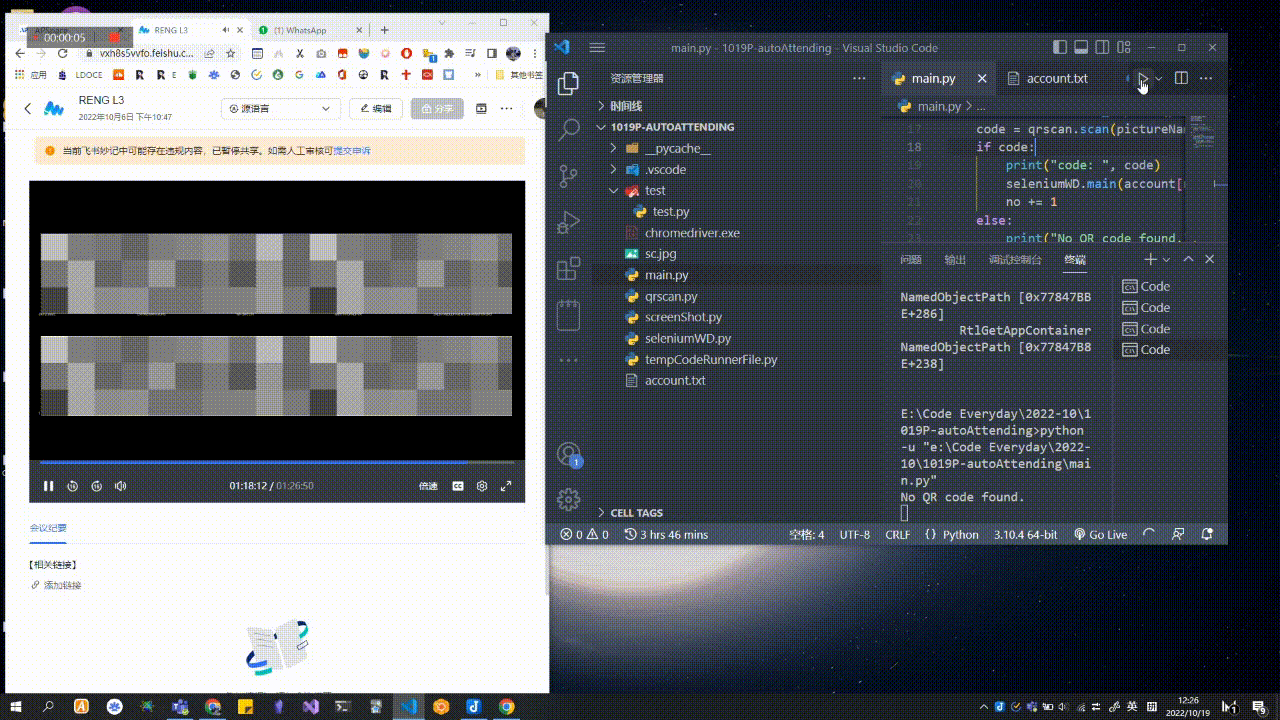 00:00:05
RENG L3
(1) WhatsApp
vxh8s5vvfo.feishu.c...
应用
LDOCE
R
R E
其他书签
RENG L3
2022年10月6日 下午10:47
源语言
编辑
分享
当前飞书妙记中可能存在违规内容，已暂停共享。如需人工审核可提交申诉
01:18:12 / 01:26:50
倍速
会议纪要
【相关链接】
添加链接
main.py - 1019P-autoAttending - Visual Studio Code
资源管理器
时间线
1019P-AUTOATTENDING
__pycache__
.vscode
test
test.py
chromedriver.exe
sc.jpg
main.py
qrscan.py
screenShot.py
seleniumWD.py
tempCodeRunnerFile.py
account.txt
CELL TAGS
main.py
account.txt
main.py > ...
17 code = qrscan.scan(pictureNa
18 if code:
19 print("code: ", code)
20 seleniumWD.main(account[
21 no += 1
22 else:
23 print("No QR code found.
问题
输出
调试控制台
终端
NamedObjectPath [0x77847BB
E+286]
RtlGetAppContainer
NamedObjectPath [0x77847B8
E+238]
E:\Code Everyday\2022-10\1
019P-autoAttending>python
-u "e:\Code Everyday\2022-
10\1019P-autoAttending\mai
n.py"
No QR code found.
Code
Code
Code
Code
0 0
3 hrs 46 mins
空格: 4
UTF-8
CRLF
Python
3.10.4 64-bit
Go Live
英
12:26
2022/10/19